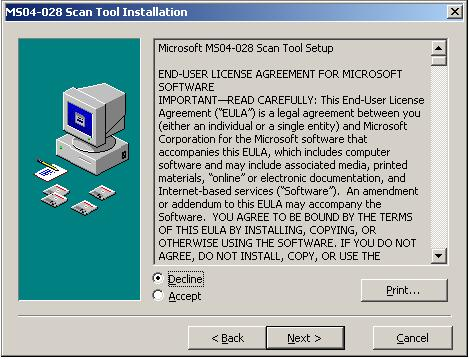 MS04-028 Scan Tool Installation
Microsoft MS04-028 Scan Tool Setup
END-USER LICENSE AGREEMENT FOR MICROSOFT
SOFTWARE
IMPORTANT—READ CAREFULLY: This End-User License
Agreement (“EULA”) is a legal agreement between you
(either an individual or a single entity) and Microsoft
Corporation for the Microsoft software that
accompanies this EULA, which includes computer
software and may include associated media, printed
materials, “online” or electronic documentation, and
Internet-based services (“Software”).  An amendment
or addendum to this EULA may accompany the
Software.  YOU AGREE TO BE BOUND BY THE TERMS
OF THIS EULA BY INSTALLING, COPYING, OR
OTHERWISE USING THE SOFTWARE. IF YOU DO NOT
AGREE, DO NOT INSTALL, COPY, OR USE THE
Decline
Accept
Print...
< Back
Next >
Cancel